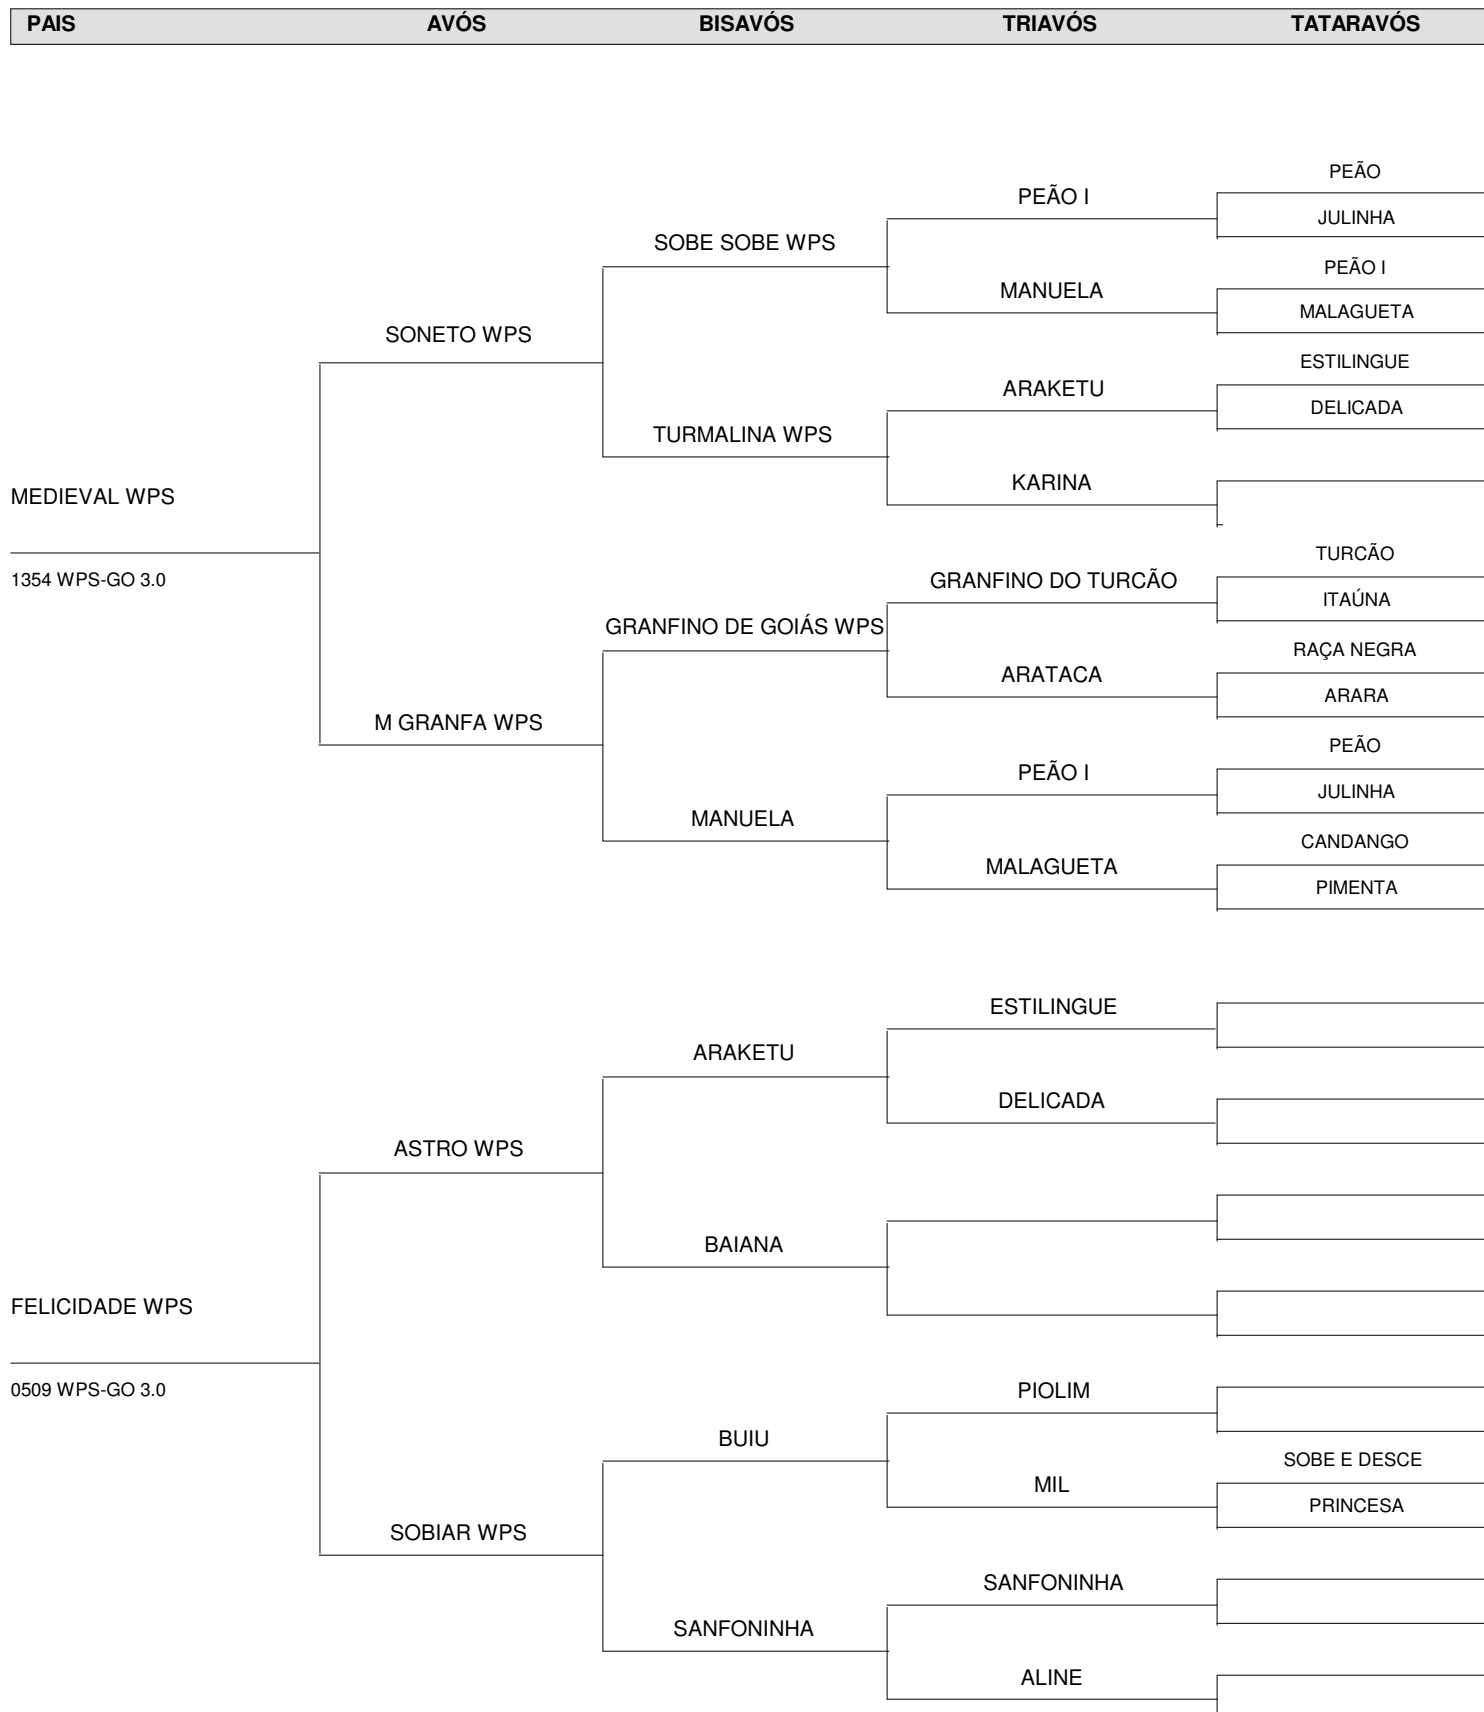 PAIS AVÓS BISAVÓS TRIAVÓS TATARAVÓS
PEÃO
PEÃO I
JULINHA
SOBE SOBE WPS
PEÃO I
MANUELA
MALAGUETA
SONETO WPS
ESTILINGUE
ARAKETU
DELICADA
TURMALINA WPS
KARINA
MEDIEVAL WPS
TURCÃO
1354 WPS-GO 3.0
GRANFINO DO TURCÃO
ITAÚNA
GRANFINO DE GOIÁS WPS
RAÇA NEGRA
ARATACA
ARARA
M GRANFA WPS
PEÃO
PEÃO I
JULINHA
MANUELA
CANDANGO
MALAGUETA
PIMENTA
ESTILINGUE
ARAKETU
DELICADA
ASTRO WPS
BAIANA
FELICIDADE WPS
0509 WPS-GO 3.0
PIOLIM
BUIU
SOBE E DESCE
MIL
PRINCESA
SOBIAR WPS
SANFONINHA
SANFONINHA
ALINE